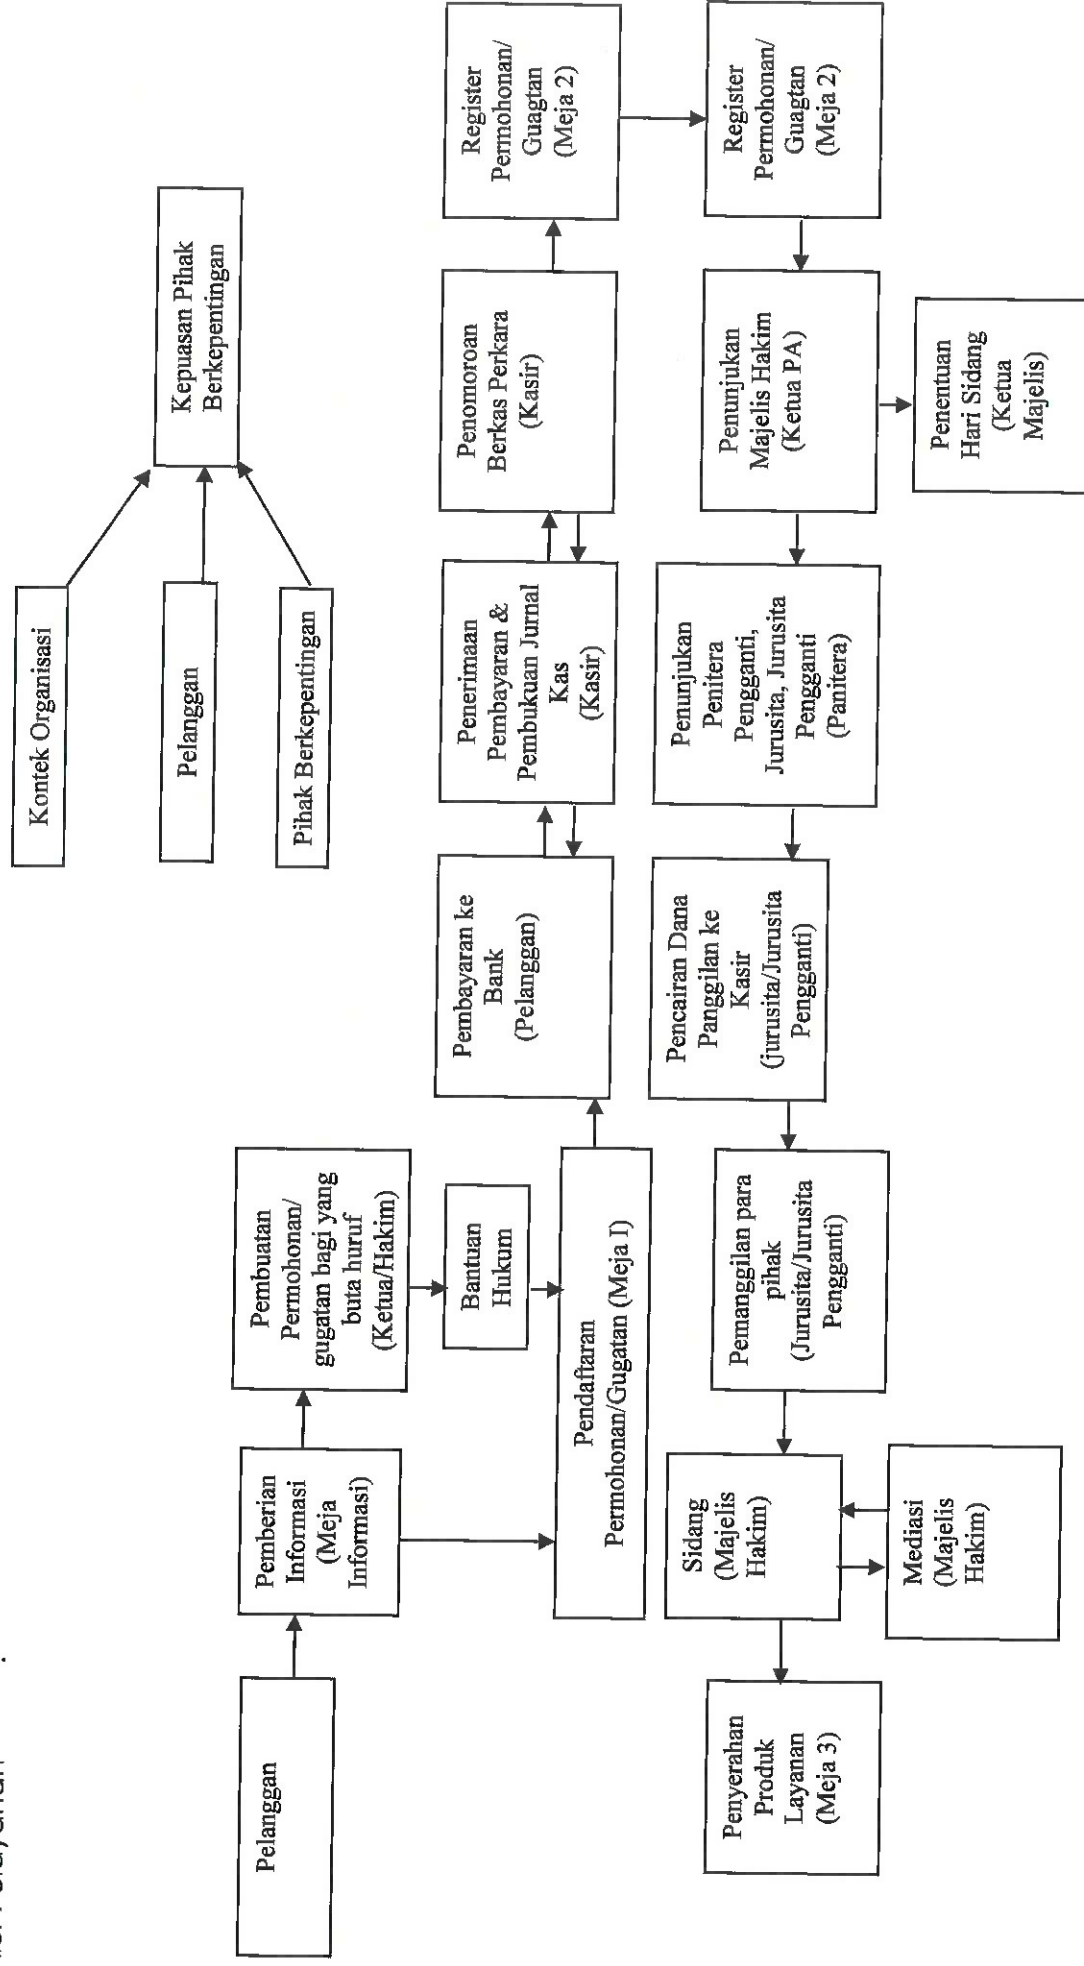 Pelayanan
Kontek Organisasi
Pelanggan
Pihak Berkepentingan
Kepuasan Pihak
Berkepentingan
Pelanggan
Pemberian
Informasi
(Meja
Informasi)
Pembuatan
Permohonan/
gugatan bagi yang
buta huruf
(Ketua/Hakim)
Bantuan
Hukum
Pendaftaran
Permohonan/Gugatan (Meja I)
Pembayaran ke
Bank
(Pelanggan)
Penerimaan
Pembayaran &
Pembukuan Jurnal
Kas
(Kasir)
Penomoroan
Berkas Perkara
(Kasir)
Register
Permohonan/
Guagtan
(Meja 2)
Register
Permohonan/
Guagtan
(Meja 2)
Penunjukan
Majelis Hakim
(Ketua PA)
Penentuan
Hari Sidang
(Ketua
Majelis)
Penunjukan
Penitera
Pengganti,
Jurusita, Jurusita
Pengganti
(Panitera)
Pencairan Dana
Panggilan ke
Kasir
(jurusita/Jurusita
Pengganti)
Pemanggilan para
pihak
(Jurusita/Jurusita
Pengganti)
Sidang
(Majelis
Hakim)
Mediasi
(Majelis
Hakim)
Penyerahan
Produk
Layanan
(Meja 3)